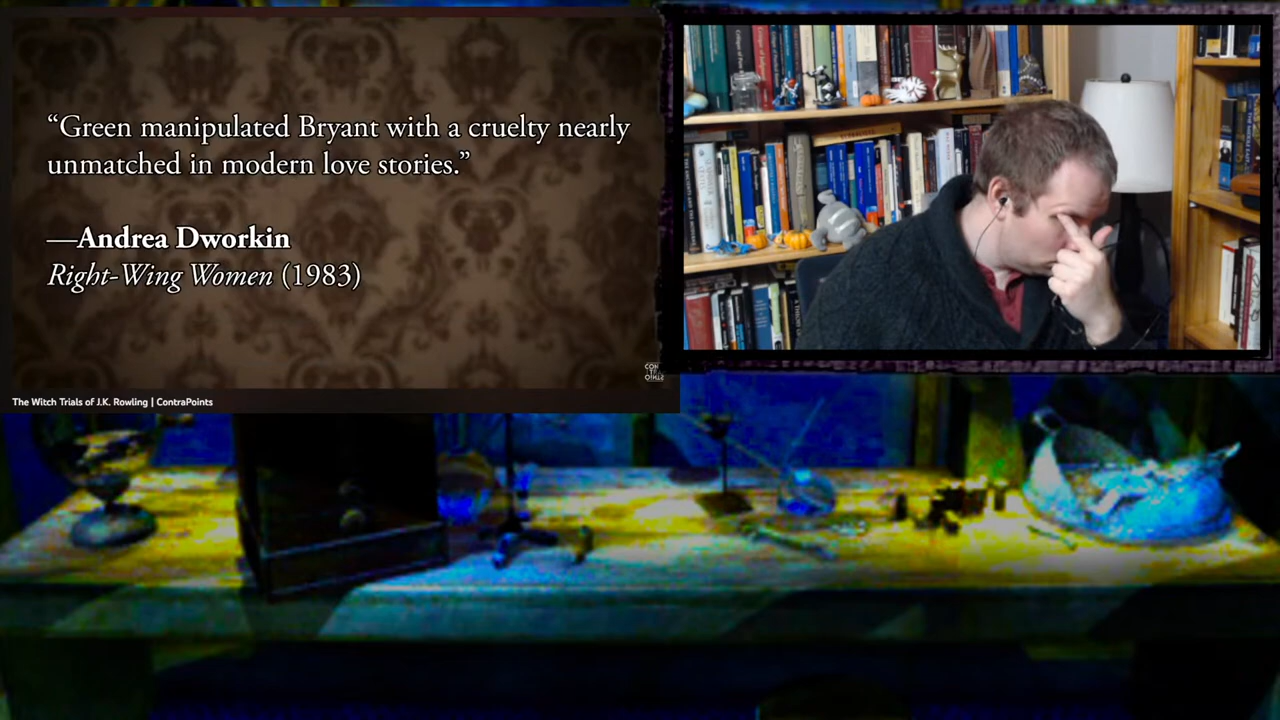 “Green manipulated Bryant with a cruelty nearly
unmatched in modern love stories.”
—Andrea Dworkin
Right-Wing Women (1983)
The Witch Trials of J.K. Rowling | ContraPoints